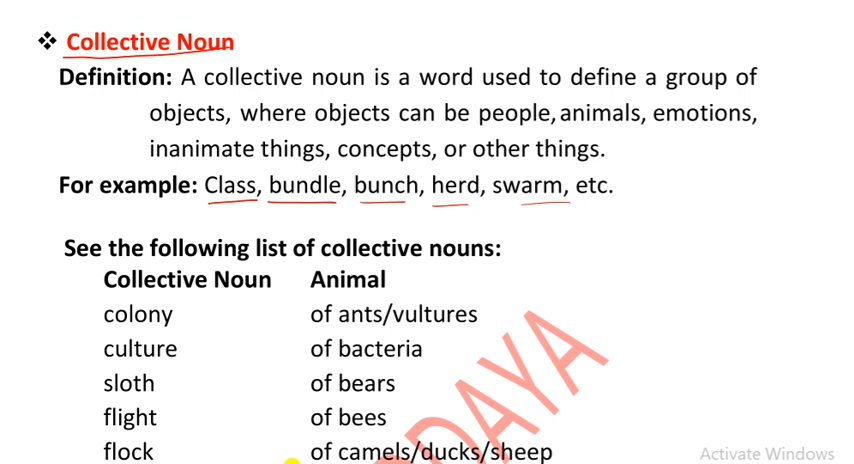 ❖ Collective Noun
Definition: A collective noun is a word used to define a group of
objects, where objects can be people, animals, emotions,
inanimate things, concepts, or other things.
For example: Class, bundle, bunch, herd, swarm, etc.
See the following list of collective nouns:
Collective Noun Animal
colony of ants/vultures
culture of bacteria
sloth of bears
flight of bees
flock of camels/ducks/sheep
Activate Windows